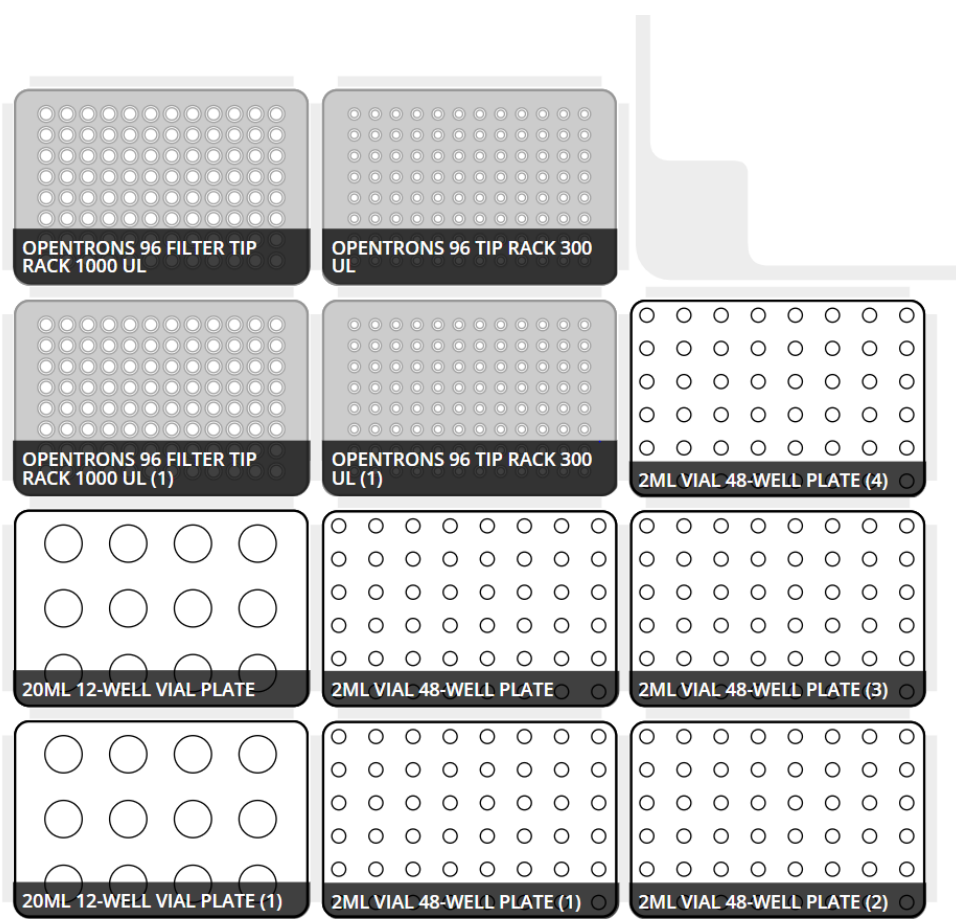 OPENTRONS 96 FILTER TIP
RACK 1000 UL
OPENTRONS 96 TIP RACK 300
UL
OPENTRONS 96 FILTER TIP
RACK 1000 UL (1)
OPENTRONS 96 TIP RACK 300
UL (1)
2ML VIAL 48-WELL PLATE (4)
20ML 12-WELL VIAL PLATE
2ML VIAL 48-WELL PLATE
2ML VIAL 48-WELL PLATE (3)
20ML 12-WELL VIAL PLATE (1)
2ML VIAL 48-WELL PLATE (1)
2ML VIAL 48-WELL PLATE (2)